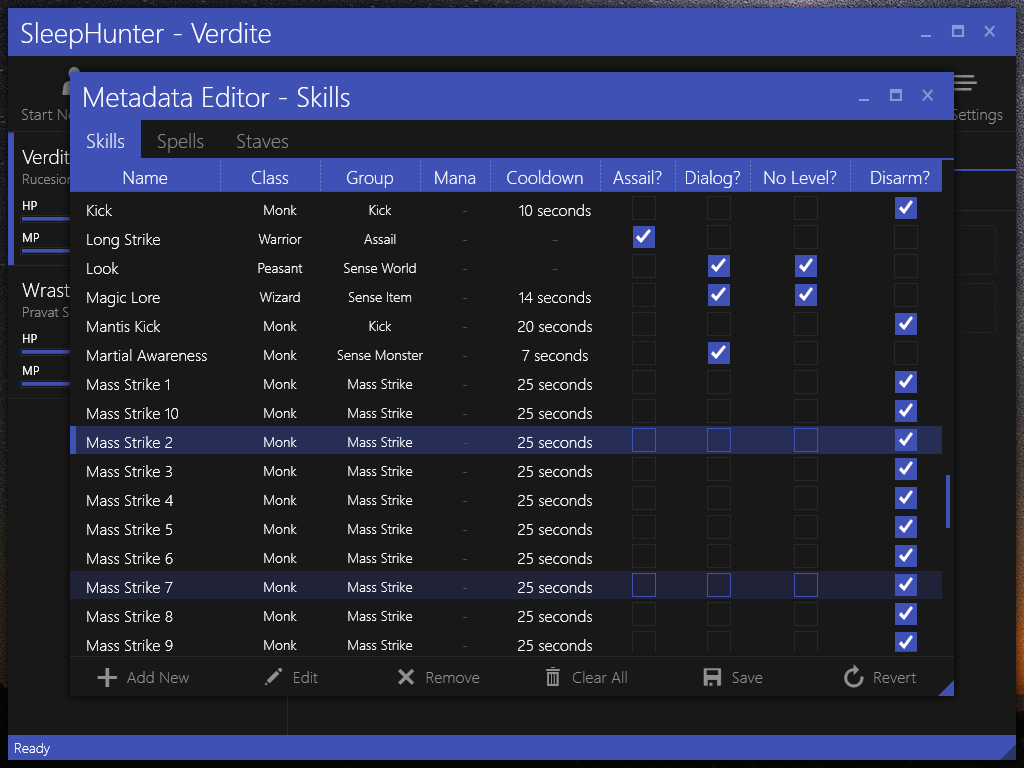 SleepHunter - Verdite
Start
Settings
Metadata Editor - Skills
Skills Spells Staves
Name Class Group Mana Cooldown Assail? Dialog? No Level? Disarm?
Kick Monk Kick - 10 seconds
Long Strike Warrior Assail - -
Look Peasant Sense World - -
Magic Lore Wizard Sense Item - 14 seconds
Mantis Kick Monk Kick - 20 seconds
Martial Awareness Monk Sense Monster - 7 seconds
Mass Strike 1 Monk Mass Strike - 25 seconds
Mass Strike 10 Monk Mass Strike - 25 seconds
Mass Strike 2 Monk Mass Strike - 25 seconds
Mass Strike 3 Monk Mass Strike - 25 seconds
Mass Strike 4 Monk Mass Strike - 25 seconds
Mass Strike 5 Monk Mass Strike - 25 seconds
Mass Strike 6 Monk Mass Strike - 25 seconds
Mass Strike 7 Monk Mass Strike - 25 seconds
Mass Strike 8 Monk Mass Strike - 25 seconds
Mass Strike 9 Monk Mass Strike - 25 seconds
Add New Edit Remove Clear All Save Revert
Verdit
Rucesion
HP
MP
Wrast
Pravat
HP
MP
Ready